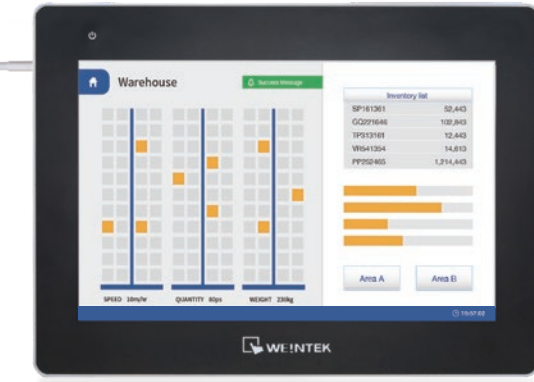 Warehouse
Success Message
Inventory list
SP161361 52,443
GQ221646 102,843
TP313161 12,443
VR541354 14,613
PP252465 1,214,443
SPEED 10m/hr QUANTITY 60ps WEIGHT 230kg
Area A Area B
WEINTEK